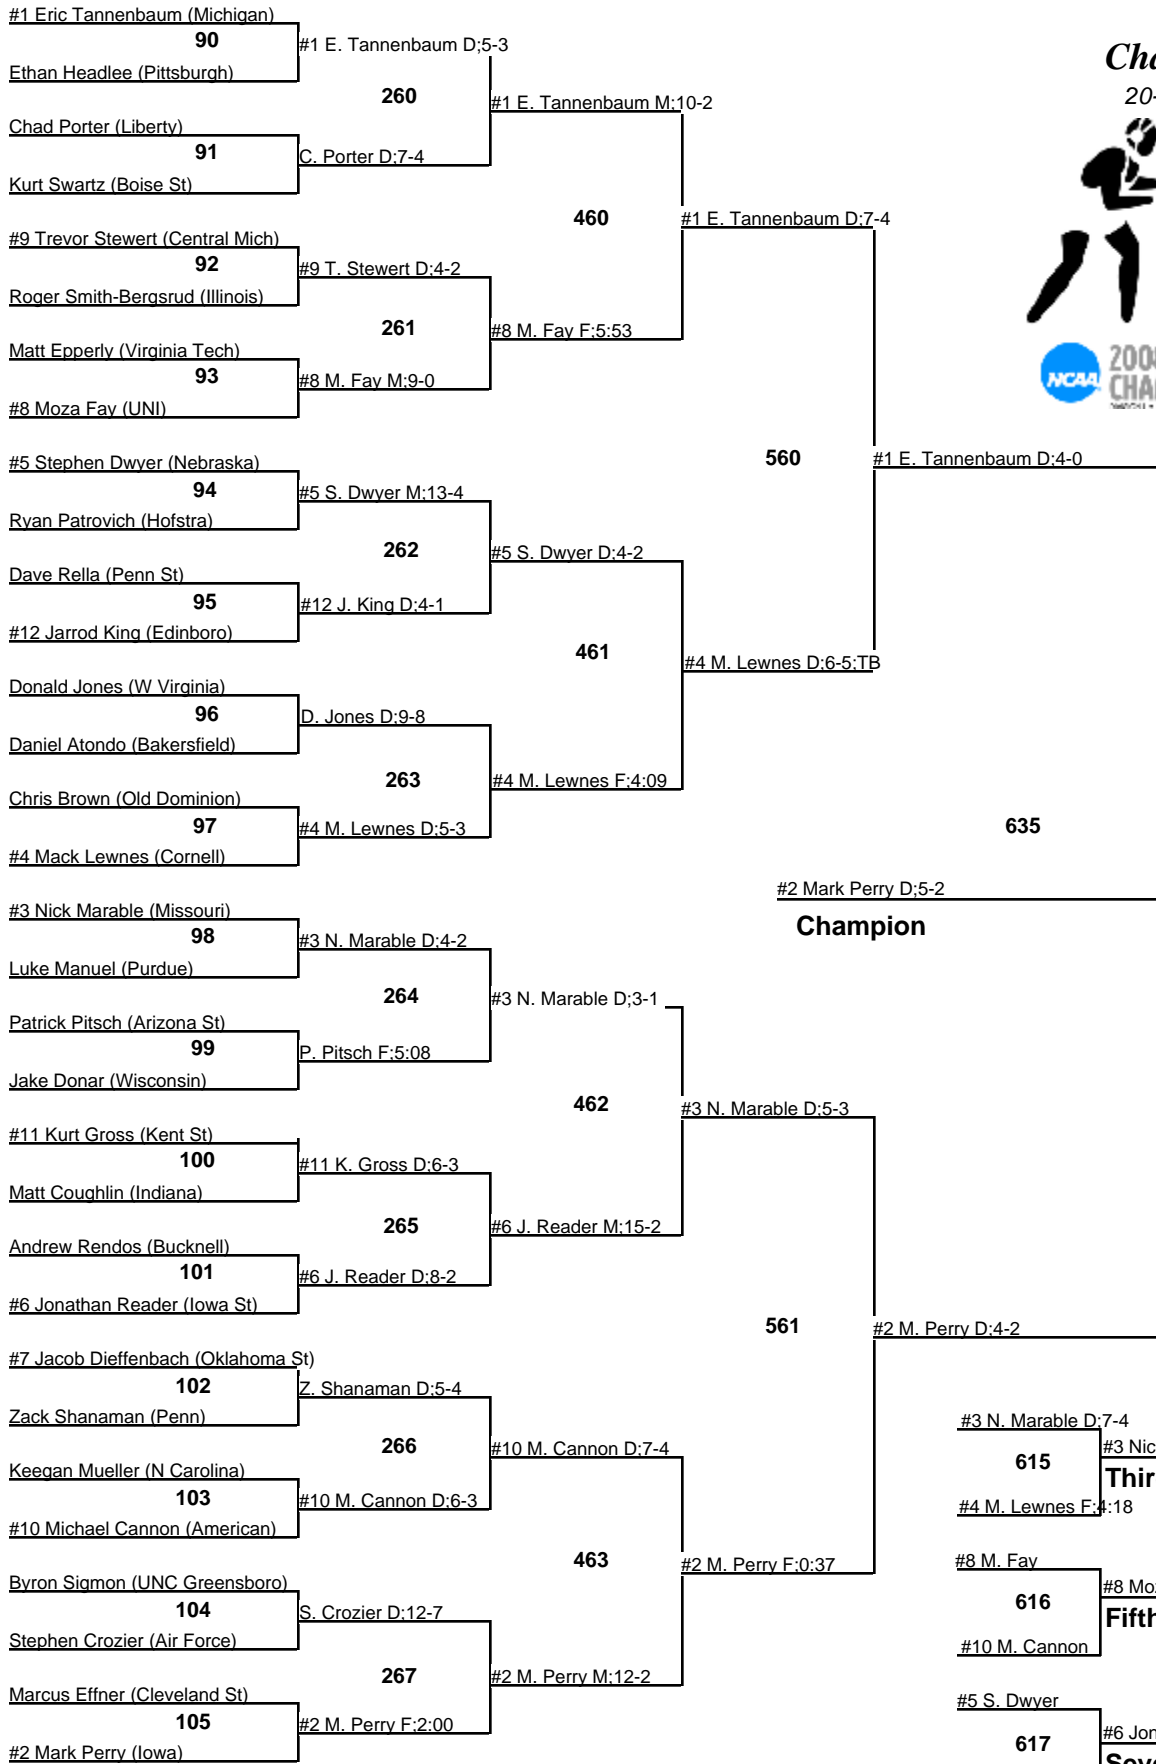 #1 Eric Tannenbaum (Michigan)
90
Ethan Headlee (Pittsburgh)
#1 E. Tannenbaum D;5-3
260
Chad Porter (Liberty)
91
Kurt Swartz (Boise St)
C. Porter D;7-4
#1 E. Tannenbaum M;10-2
460
#9 Trevor Stewert (Central Mich)
92
Roger Smith-Bergsrud (Illinois)
#9 T. Stewert D;4-2
261
Matt Epperly (Virginia Tech)
93
#8 Moza Fay (UNI)
#8 M. Fay M;9-0
#8 M. Fay F;5:53
#1 E. Tannenbaum D;7-4
560
#5 Stephen Dwyer (Nebraska)
94
Ryan Patrovich (Hofstra)
#5 S. Dwyer M;13-4
262
Dave Rella (Penn St)
95
#12 Jarrod King (Edinboro)
#12 J. King D;4-1
#5 S. Dwyer D;4-2
461
Donald Jones (W Virginia)
96
Daniel Atondo (Bakersfield)
D. Jones D;9-8
263
Chris Brown (Old Dominion)
97
#4 Mack Lewnes (Cornell)
#4 M. Lewnes D;5-3
#4 M. Lewnes F;4:09
#4 M. Lewnes D;6-5;TB
#1 E. Tannenbaum D;4-0
635
#2 Mark Perry D;5-2
Champion
#3 Nick Marable (Missouri)
98
Luke Manuel (Purdue)
#3 N. Marable D;4-2
264
Patrick Pitsch (Arizona St)
99
Jake Donar (Wisconsin)
P. Pitsch F;5:08
#3 N. Marable D;3-1
462
#11 Kurt Gross (Kent St)
100
Matt Coughlin (Indiana)
#11 K. Gross D;6-3
265
Andrew Rendos (Bucknell)
101
#6 Jonathan Reader (Iowa St)
#6 J. Reader D;8-2
#6 J. Reader M;15-2
#3 N. Marable D;5-3
561
#7 Jacob Dieffenbach (Oklahoma St)
102
Zack Shanaman (Penn)
Z. Shanaman D;5-4
266
Keegan Mueller (N Carolina)
103
#10 Michael Cannon (American)
#10 M. Cannon D;6-3
#10 M. Cannon D;7-4
463
Byron Sigmon (UNC Greensboro)
104
Stephen Crozier (Air Force)
S. Crozier D;12-7
267
Marcus Effner (Cleveland St)
105
#2 Mark Perry (Iowa)
#2 M. Perry F;2:00
#2 M. Perry M;12-2
#2 M. Perry F;0:37
#2 M. Perry D;4-2
Cha
20-
NCAA
2008
CHA
#3 N. Marable D;7-4
615
#4 M. Lewnes F;4:18
#3 Nic
Thir
#8 M. Fay
616
#10 M. Cannon
#8 Moz
Fifth
#5 S. Dwyer
617
#6 Jon